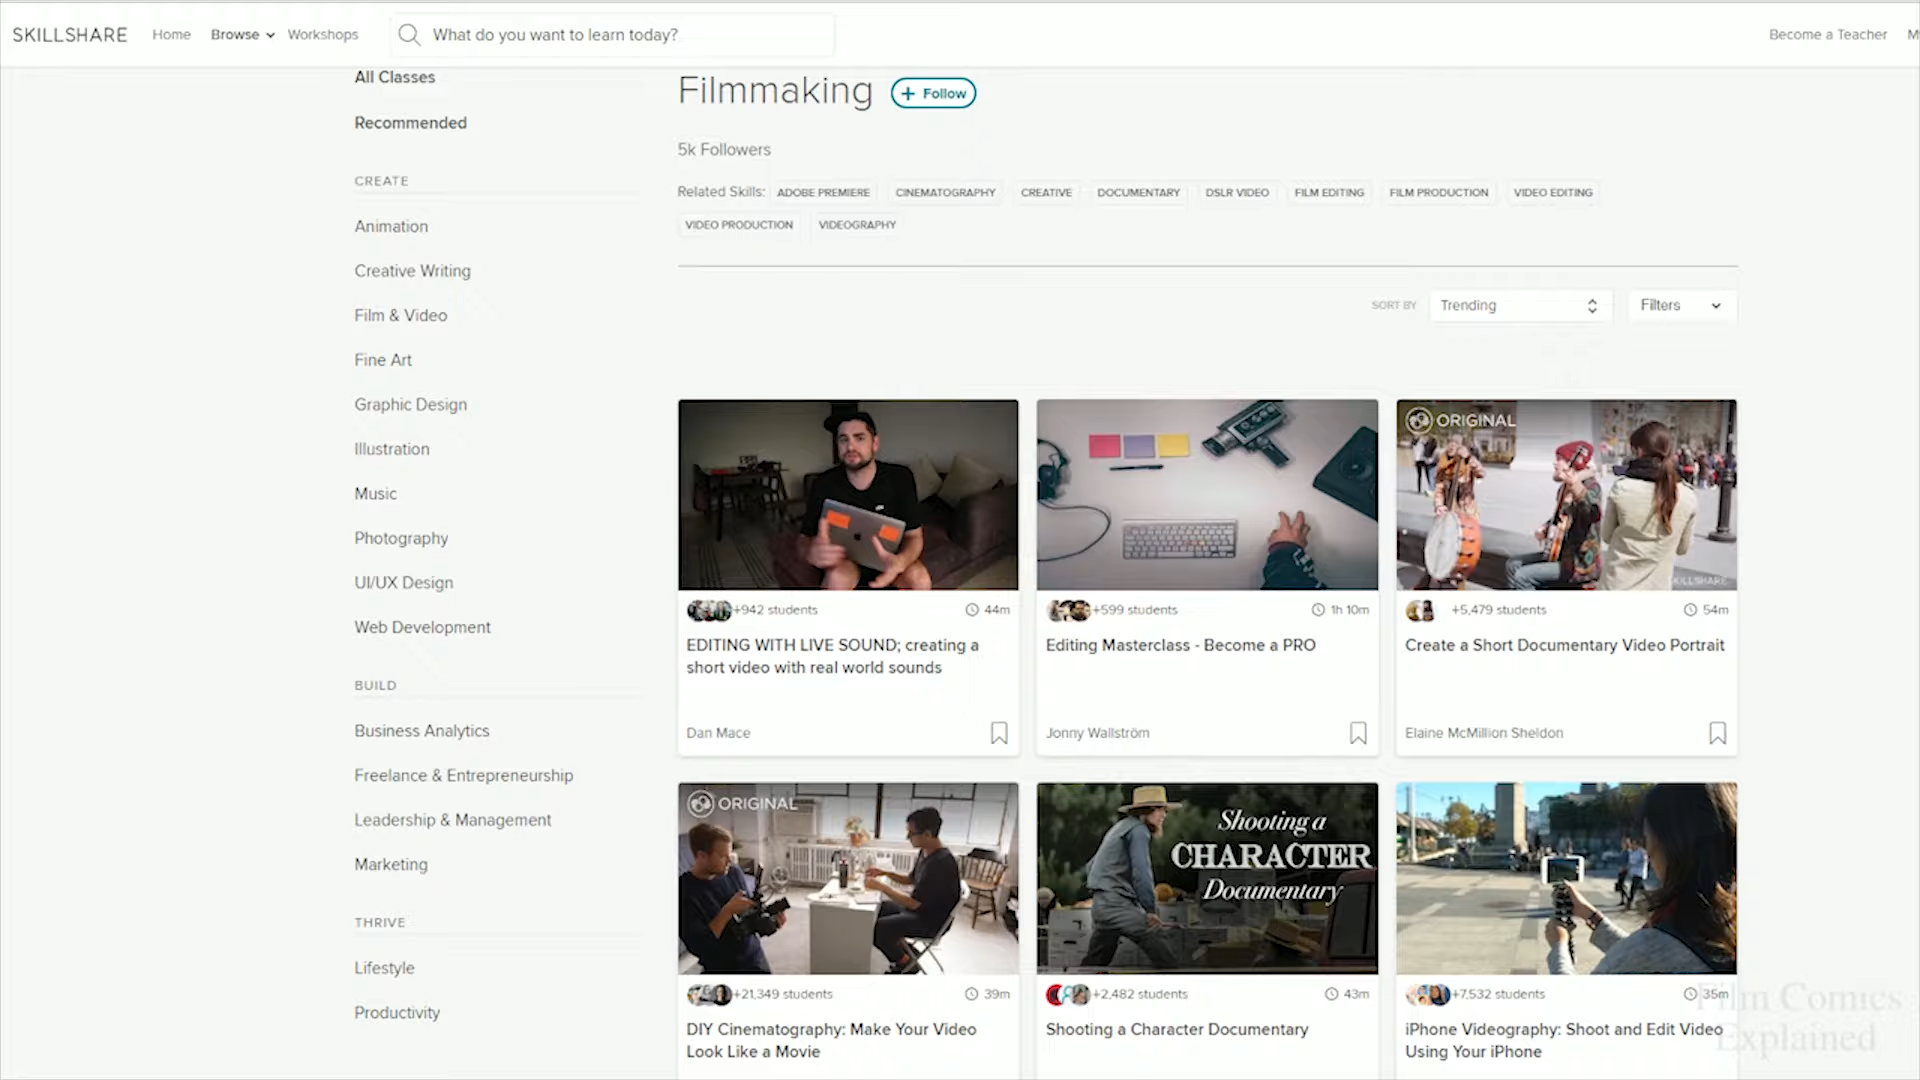 SKILLSHARE Home Browse Workshops What do you want to learn today? Become a Teacher M
All Classes
Recommended
CREATE
Animation
Creative Writing
Film & Video
Fine Art
Graphic Design
Illustration
Music
Photography
UI/UX Design
Web Development
BUILD
Business Analytics
Freelance & Entrepreneurship
Leadership & Management
Marketing
THRIVE
Lifestyle
Productivity
Filmmaking + Follow
5k Followers
Related Skills: ADOBE PREMIERE CINEMATOGRAPHY CREATIVE DOCUMENTARY DSLR VIDEO FILM EDITING FILM PRODUCTION VIDEO EDITING
VIDEO PRODUCTION VIDEOGRAPHY
SORT BY Trending Filters
+942 students 44m
EDITING WITH LIVE SOUND; creating a
short video with real world sounds
Dan Mace
+599 students 1h 10m
Editing Masterclass - Become a PRO
Jonny Wallström
ORIGINAL
SKILLSHARE
+5,479 students 54m
Create a Short Documentary Video Portrait
Elaine McMillion Sheldon
ORIGINAL
+21,349 students 39m
DIY Cinematography: Make Your Video
Look Like a Movie
Shooting a
CHARACTER
Documentary
+2,482 students 43m
Shooting a Character Documentary
+7,532 students 35m
iPhone Videography: Shoot and Edit Video
Using Your iPhone
Film Comics
Explained